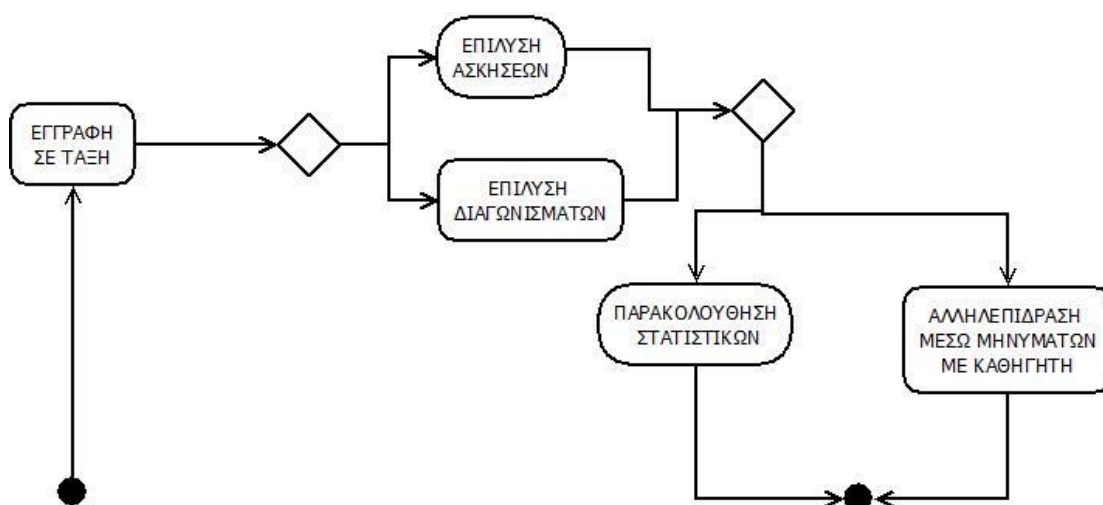 ΕΠΙΛΥΣΗ
ΑΣΚΗΣΕΩΝ
ΕΓΓΡΑΦΗ
ΣΕ ΤΑΞΗ
ΕΠΙΛΥΣΗ
ΔΙΑΓΩΝΙΣΜΑΤΩΝ
ΠΑΡΑΚΟΛΟΥΘΗΣΗ
ΣΤΑΤΙΣΤΙΚΩΝ
ΑΛΛΗΛΕΠΙΔΡΑΣΗ
ΜΕΣΩ ΜΗΝΥΜΑΤΩΝ
ΜΕ ΚΑΘΗΓΗΤΗ